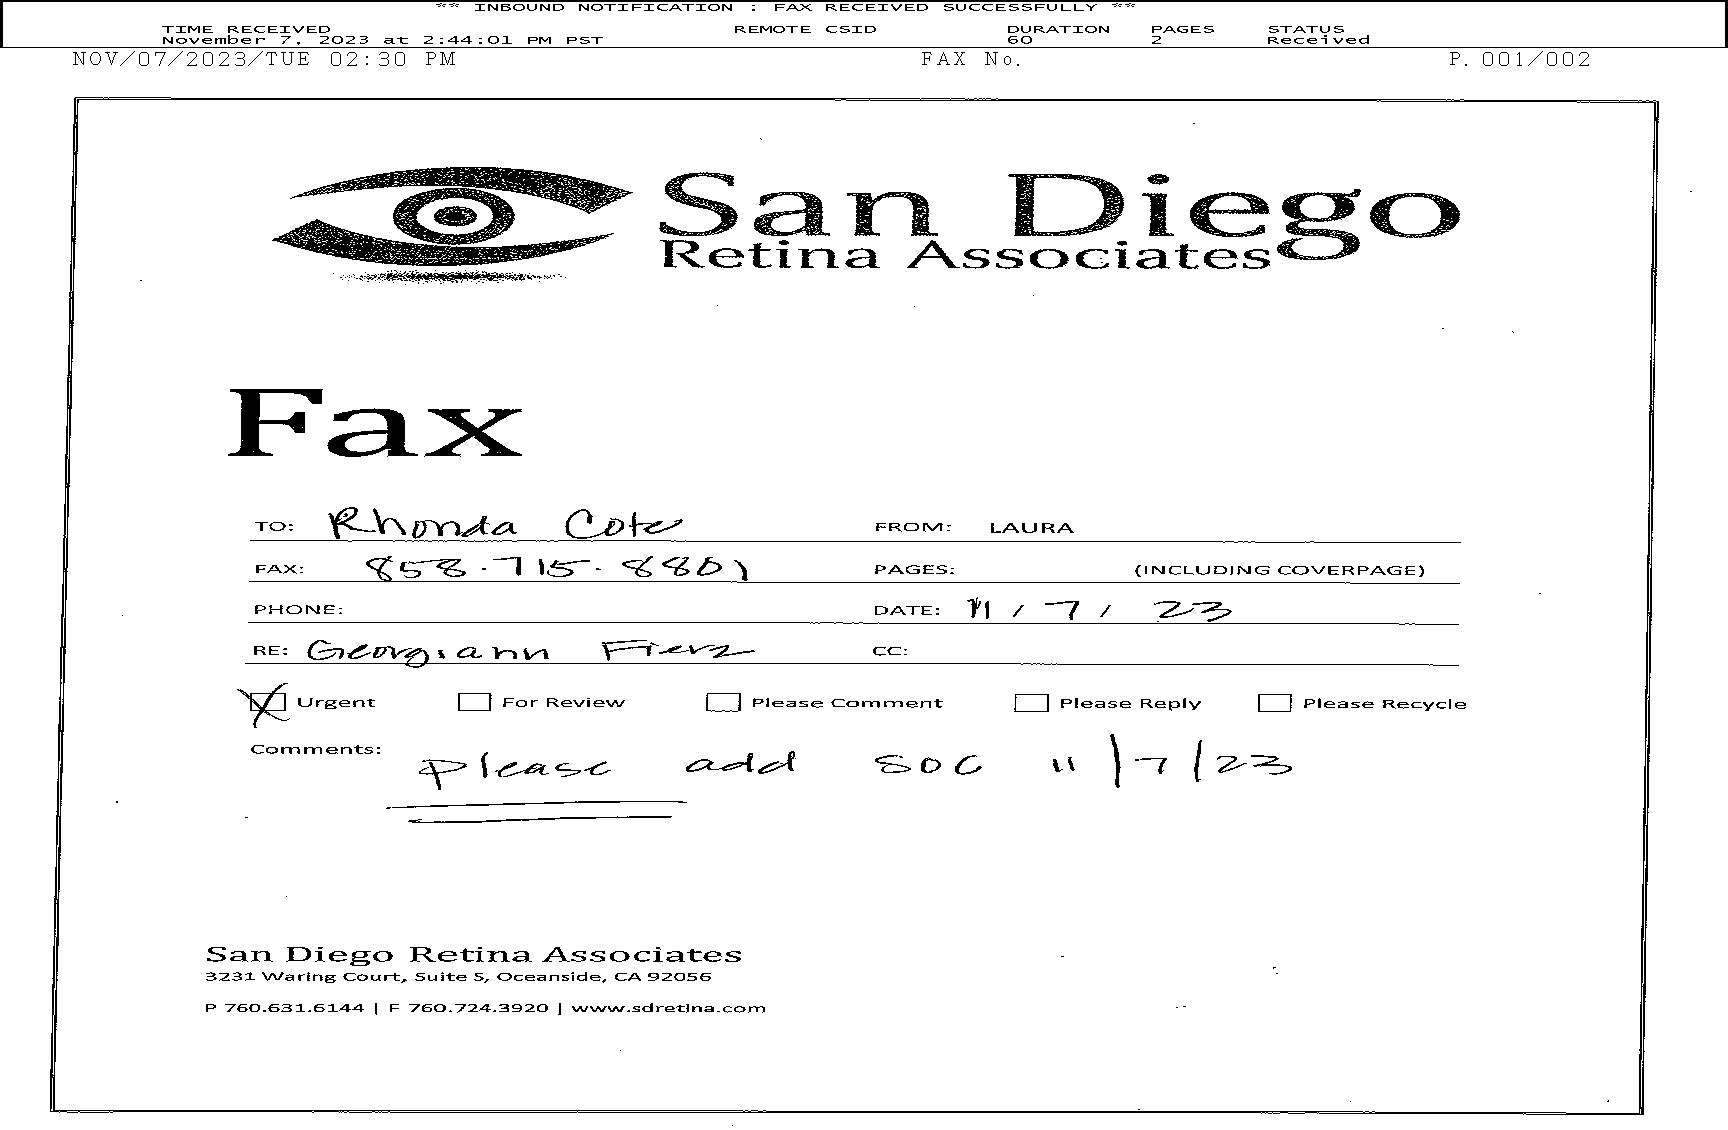 ** INBOUND NOTIFICATION : FAX RECEIVED SUCCESSFULLY **
TIME RECEIVED REMOTE CSID DURATION PAGES STATUS
November 7, 2023 at 2:44:01 PM PST 60 2 Received
NOV/07/2023/TUE 02:30 PM FAX No. P. 001/002
San Diego
Retina Associates
Fax
TO: Rhonda Cote FROM: LAURA
FAX: 858.715.8801 PAGES: (INCLUDING COVERPAGE)
PHONE: DATE: 11/7/23
RE: Georgiann Fierz CC:
Urgent For Review Please Comment Please Reply Please Recycle
Comments: Please add SOC 11/7/23
San Diego Retina Associates
3231 Waring Court, Suite S, Oceanside, CA 92056
P 760.631.6144 | F 760.724.3920 | www.sdretina.com